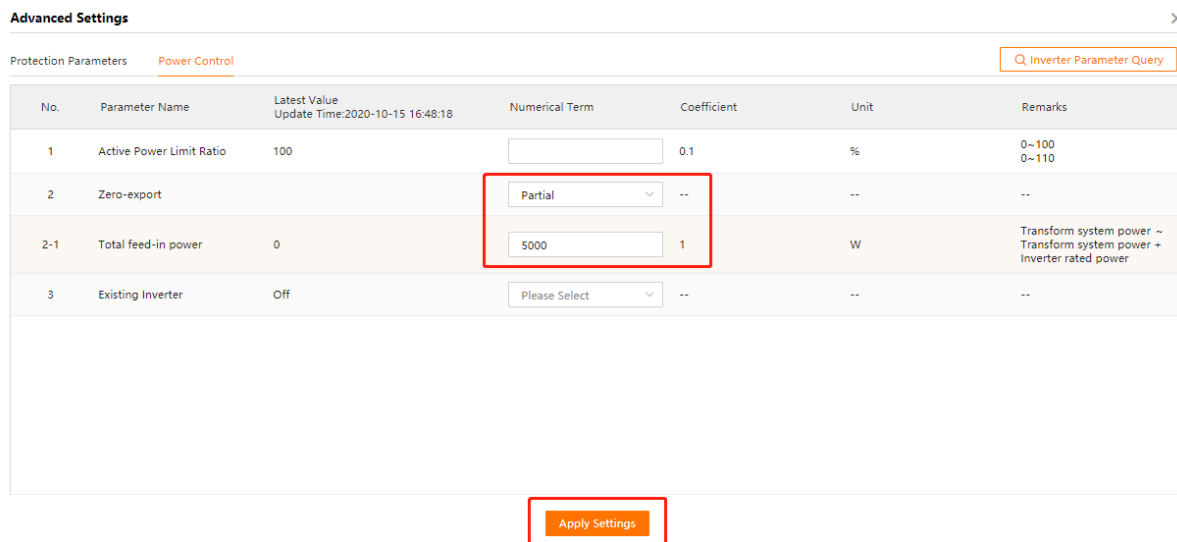 Advanced Settings
Protection Parameters Power Control Inverter Parameter Query
No. Parameter Name Latest Value Numerical Term Coefficient Unit Remarks
Update Time:2020-10-15 16:48:18
1 Active Power Limit Ratio 100 0.1 % 0~100
0~110
2 Zero-export Partial -- -- --
2-1 Total feed-in power 0 5000 1 W Transform system power ~
Transform system power +
Inverter rated power
3 Existing Inverter Off Please Select -- -- --
Apply Settings